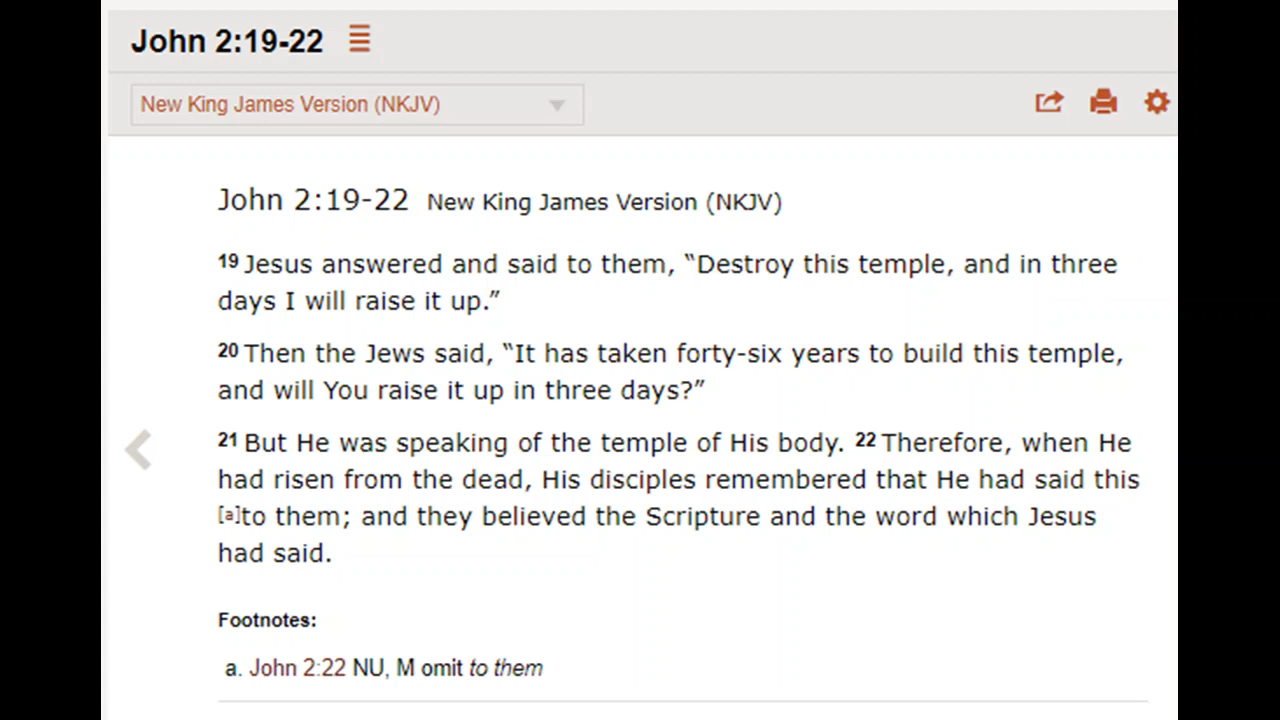 John 2:19-22
New King James Version (NKJV)
John 2:19-22 New King James Version (NKJV)
19 Jesus answered and said to them, “Destroy this temple, and in three
days I will raise it up.”
20 Then the Jews said, “It has taken forty-six years to build this temple,
and will You raise it up in three days?”
21 But He was speaking of the temple of His body. 22 Therefore, when He
had risen from the dead, His disciples remembered that He had said this
[a]to them; and they believed the Scripture and the word which Jesus
had said.
Footnotes:
a. John 2:22 NU, M omit to them